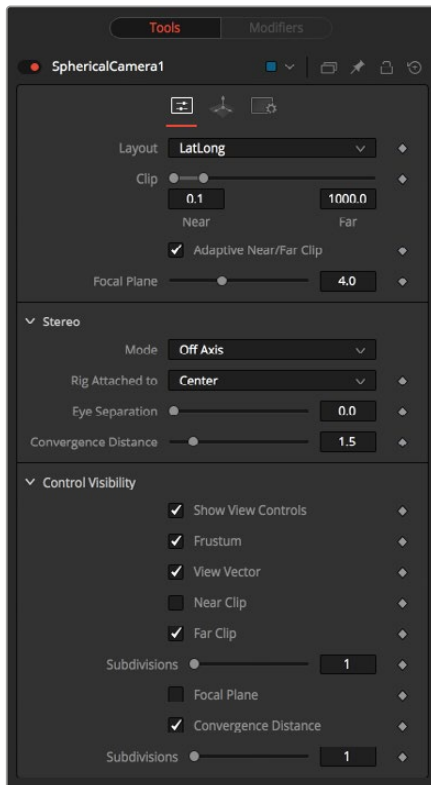 Tools Modifiers
SphericalCamera1
Layout LatLong
Clip
0.1 1000.0
Near Far
Adaptive Near/Far Clip
Focal Plane 4.0
Stereo
Mode Off Axis
Rig Attached to Center
Eye Separation 0.0
Convergence Distance 1.5
Control Visibility
Show View Controls
Frustum
View Vector
Near Clip
Far Clip
Subdivisions 1
Focal Plane
Convergence Distance
Subdivisions 1